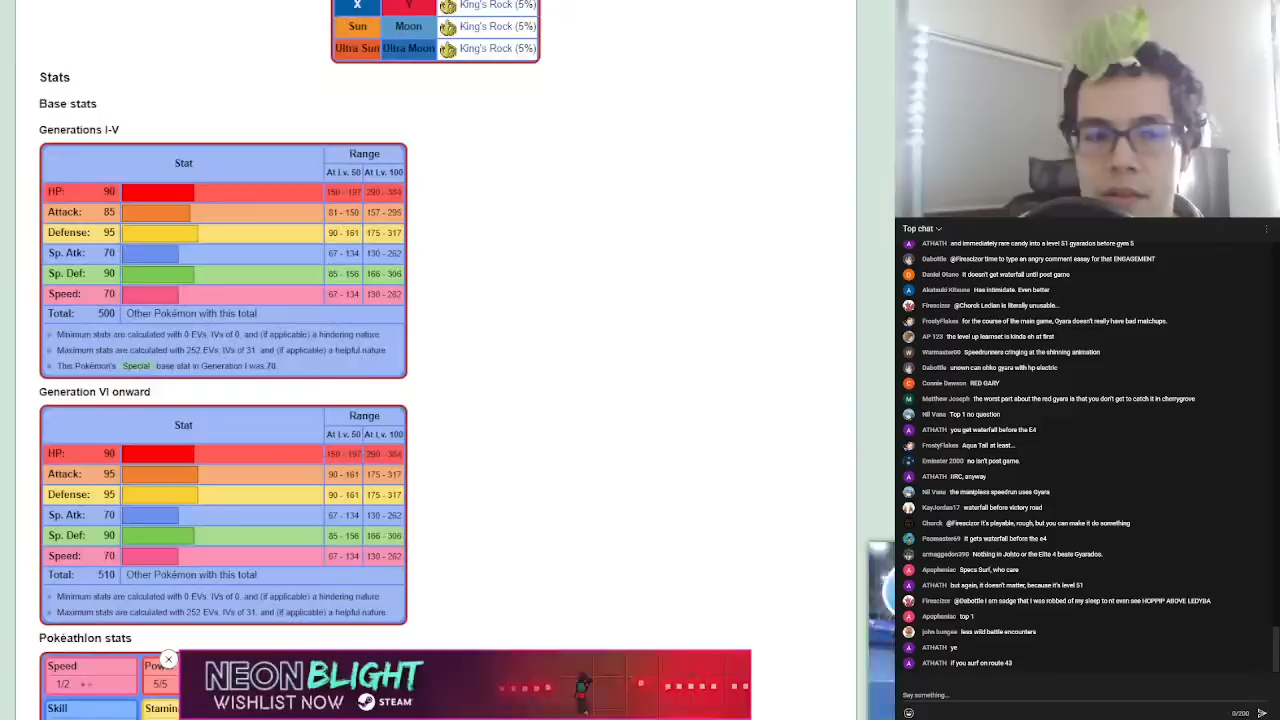 X Y King's Rock (5%)
Sun Moon King's Rock (5%)
Ultra Sun Ultra Moon King's Rock (5%)
Stats
Base stats
Generations I-V
Stat Range
At Lv. 50 At Lv. 100
HP: 90 150 - 197 290 - 384
Attack: 85 81 - 150 157 - 295
Defense: 95 90 - 161 175 - 317
Sp. Atk.: 70 67 - 134 130 - 262
Sp. Def.: 90 85 - 156 166 - 306
Speed: 70 67 - 134 130 - 262
Total: 500 Other Pokémon with this total
Minimum stats are calculated with 0 EVs, IVs of 0, and (if applicable) a hindering nature.
Maximum stats are calculated with 252 EVs, IVs of 31, and (if applicable) a helpful nature.
This Pokémon's Special base stat in Generation I was 70.
Generation VI onward
Stat Range
At Lv. 50 At Lv. 100
HP: 90 150 - 197 290 - 384
Attack: 95 90 - 161 175 - 317
Defense: 95 90 - 161 175 - 317
Sp. Atk.: 70 67 - 134 130 - 262
Sp. Def.: 90 85 - 156 166 - 306
Speed: 70 67 - 134 130 - 262
Total: 510 Other Pokémon with this total
Minimum stats are calculated with 0 EVs, IVs of 0, and (if applicable) a hindering nature.
Maximum stats are calculated with 252 EVs, IVs of 31, and (if applicable) a helpful nature.
Pokéathlon stats
Speed Pow
1/2 5/5
Skill Stamin
NEON BLIGHT
WISHLIST NOW STEAM
Top chat
ATHATH and immediately rare candy into a level 51 gyarados before gym 5
Dabottle @Firescizor time to type an angry comment essay for that ENGAGEMENT
Daniel Otano It doesn't get waterfall until post game
Akatsuki Kitsune Has intimidate. Even better
Firescizor @Chorck Ledian is literally unusable...
FrostyFlakes for the course of the main game, Gyara doesn't really have bad matchups.
AP 123 the level up learnset is kinda eh at first
Warmaster00 Speedrunners cringing at the shinning animation
Dabottle unown can ohko gyara with hp electric
Connie Dawson RED GARY
Matthew Joseph the worst part about the red gyara is that you don't get to catch it in cherrygrove
Nil Vana Top 1 no question
ATHATH you get waterfall before the E4
FrostyFlakes Aqua Tail at least...
Eminster 2000 no isn't post game.
ATHATH IIRC, anyway
Nil Vana the manipless speedrun uses Gyara
KayJordan17 waterfall before victory road
Chorck @Firescizor It's playable, rough, but you can make it do something
Pecmaster69 It gets waterfall before the e4
armaggedon390 Nothing in Johto or the Elite 4 beats Gyarados.
Apopheniac Specs Surf, who care
ATHATH but again, it doesn't matter, because it's level 51
Firescizor @Dabottle I am sadge that I was robbed of my sleep to nt even see HOPPIP ABOVE LEDYBA
Apopheniac top 1
john bungee less wild battle encounters
ATHATH ye
ATHATH if you surf on route 43
Say something...
0/200